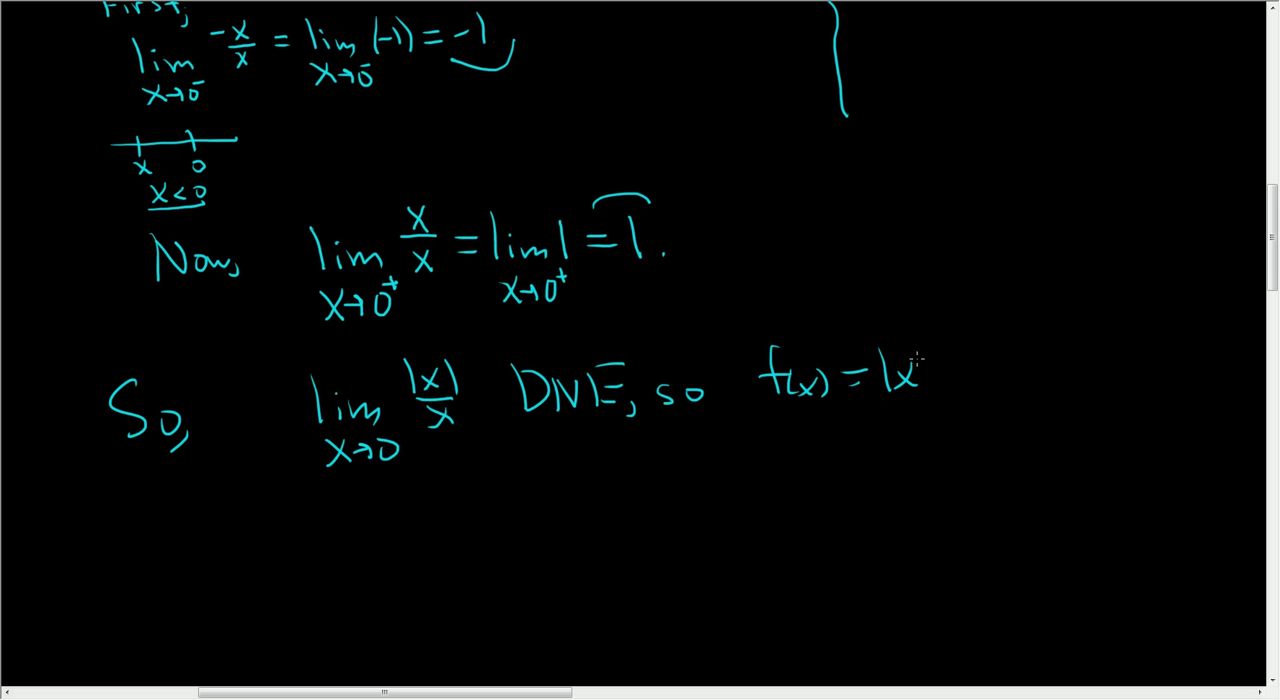 First,
lim x→0⁻ -x/x = lim x→0⁻ (-1) = -1
x 0
x < 0
Now, lim x→0⁺ x/x = lim x→0⁺ 1 = 1.
So, lim x→0 |x|/x DNE, so f(x) = |x